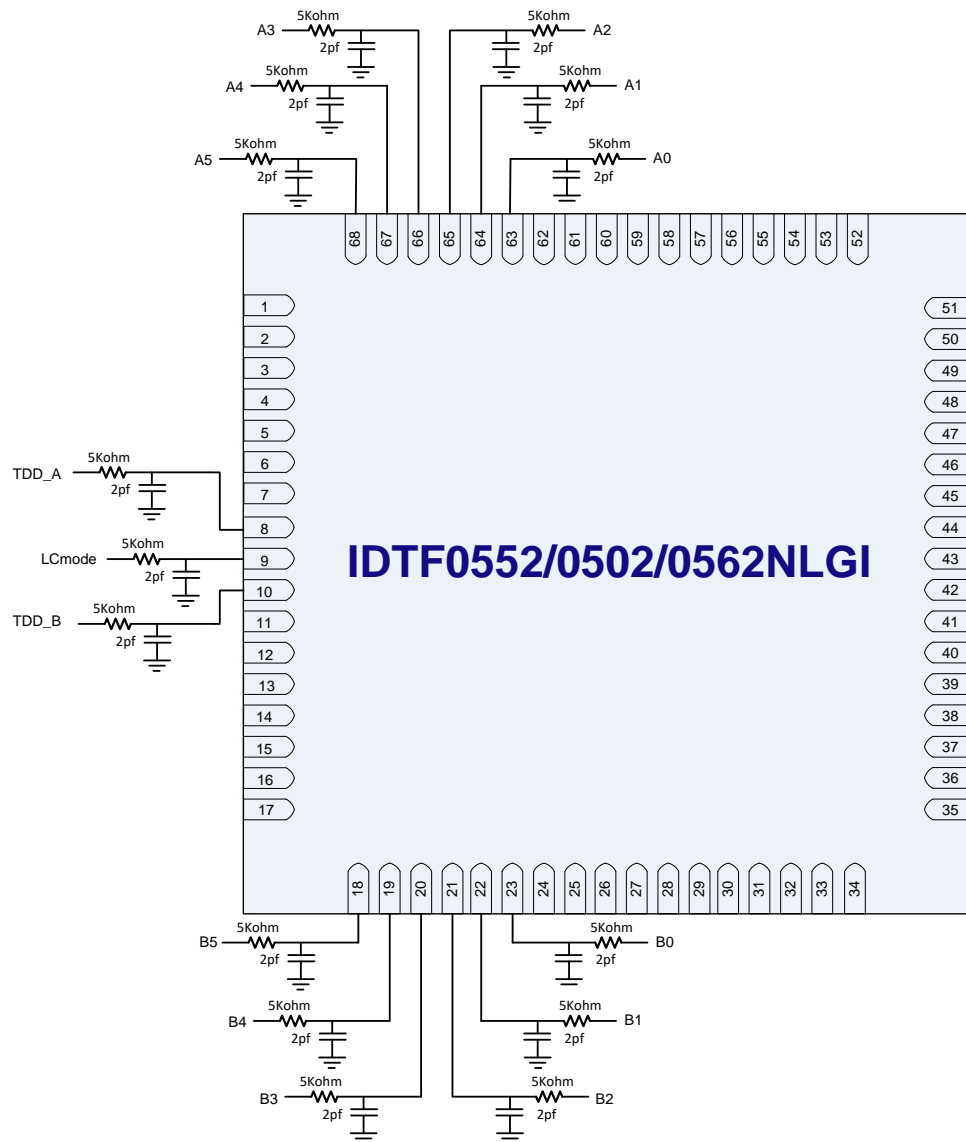 A3 5Kohm 2pf
5Kohm A2 2pf
A4 5Kohm 2pf
5Kohm A1 2pf
A5 5Kohm 2pf
5Kohm A0 2pf
68 67 66 65 64 63 62 61 60 59 58 57 56 55 54 53 52
1 51
2 50
3 49
4 48
5 47
6 46
7 45
TDD_A 5Kohm 2pf
8 44
LCmode 5Kohm 2pf
9 43
IDTF0552/0502/0562NLGI
TDD_B 5Kohm 2pf
10 42
11 41
12 40
13 39
14 38
15 37
16 36
17 35
18 19 20 21 22 23 24 25 26 27 28 29 30 31 32 33 34
B5 5Kohm 2pf
5Kohm B0 2pf
B4 5Kohm 2pf
5Kohm B1 2pf
B3 5Kohm 2pf
5Kohm B2 2pf